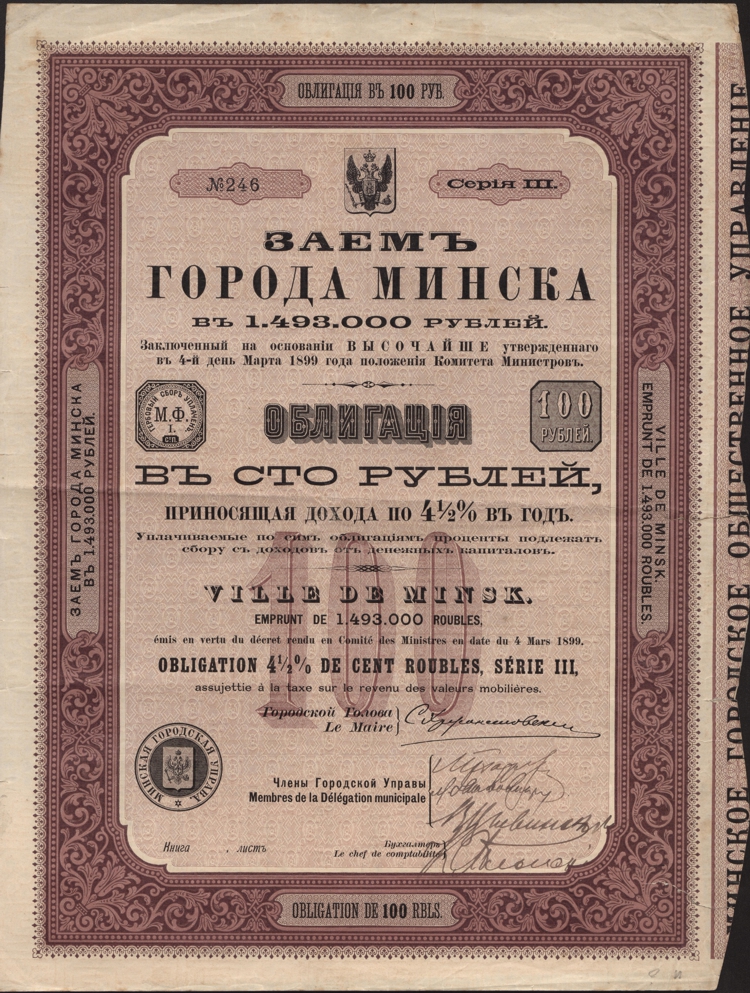 ОБЛИГАЦІЯ ВЪ 100 РУБ.
№246
Серія III.
ЗАЕМЪ
ГОРОДА МИНСКА
ВЪ 1.493.000 РУБЛЕЙ.
Заключенный на основаніи ВЫСОЧАЙШЕ утвержденнаго
въ 4-й день Марта 1899 года положенія Комитета Министровъ.
ГЕРБОВЫЙ СБОРЪ УПЛАЧЕНЪ.
М.Ф.
I.
СП.
ОБЛИГАЦІЯ
100
РУБЛЕЙ.
ВЪ СТО РУБЛЕЙ,
ПРИНОСЯЩАЯ ДОХОДА ПО 4½% ВЪ ГОДЪ.
Уплачиваемые по симъ облигаціямъ проценты подлежатъ
сбору съ доходовъ отъ денежныхъ капиталовъ.
100
VILLE DE MINSK.
EMPRUNT DE 1.493.000 ROUBLES,
émis en vertu du décret rendu en Comité des Ministres en date du 4 Mars 1899.
OBLIGATION 4½% DE CENT ROUBLES, SÉRIE III,
assujettie à la taxe sur le revenu des valeurs mobilières.
Городской Голова
Le Maire
МИНСКАЯ ГОРОДСКАЯ УПРАВА.
Члены Городской Управы
Membres de la Délégation municipale
Книга , листъ
Бухгалтеръ
Le chef de comptabilité
OBLIGATION DE 100 RBLS.
ЗАЕМЪ ГОРОДА МИНСКА
ВЪ 1.493.000 РУБЛЕЙ.
VILLE DE MINSK.
EMPRUNT DE 1.493.000 ROUBLES.
ГОРОДСКОЕ ОБЩЕСТВЕННОЕ УПРАВЛЕНІЕ